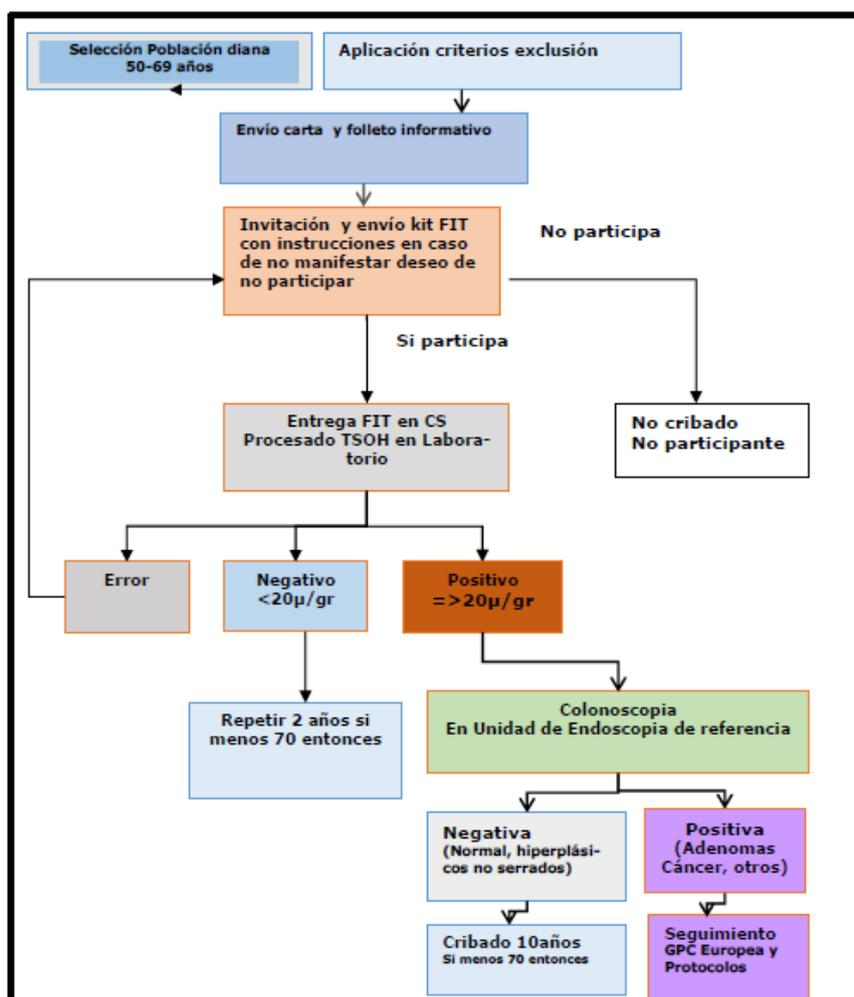 Selección Población diana
50-69 años
Aplicación criterios exclusión
Envío carta y folleto informativo
Invitación y envío kit FIT
con instrucciones en caso
de no manifestar deseo de
no participar
No participa
Si participa
Entrega FIT en CS
Procesado TSOH en Labora-
torio
No cribado
No participante
Error
Negativo
<20µ/gr
Positivo
=>20µ/gr
Repetir 2 años si
menos 70 entonces
Colonoscopia
En Unidad de Endoscopia de referencia
Negativa
(Normal, hiperplási-
cos no serrados)
Positiva
(Adenomas
Cáncer, otros)
Cribado 10años
Si menos 70 entonces
Seguimiento
GPC Europea y
Protocolos